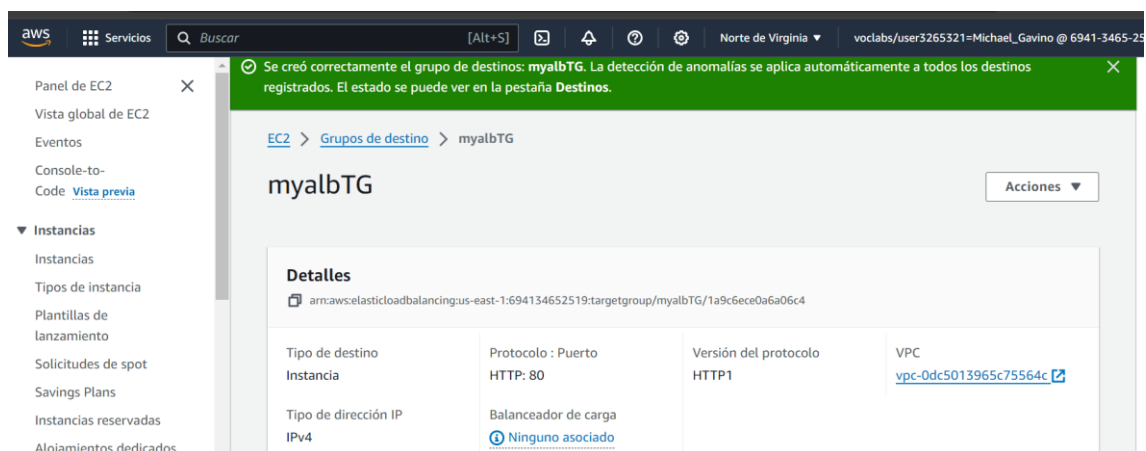 aws
Servicios
Buscar
[Alt+S]
Norte de Virginia ▼
voclabs/user3265321=Michael_Gavino @ 6941-3465-25
Panel de EC2
Vista global de EC2
Eventos
Console-to-
Code Vista previa
▼ Instancias
Instancias
Tipos de instancia
Plantillas de
lanzamiento
Solicitudes de spot
Savings Plans
Instancias reservadas
Alojamientos dedicados
Se creó correctamente el grupo de destinos: myalbTG. La detección de anomalías se aplica automáticamente a todos los destinos
registrados. El estado se puede ver en la pestaña Destinos.
EC2 > Grupos de destino > myalbTG
myalbTG
Acciones ▼
Detalles
arn:aws:elasticloadbalancing:us-east-1:694134652519:targetgroup/myalbTG/1a9c6ece0a6a06c4
Tipo de destino
Instancia
Protocolo : Puerto
HTTP: 80
Versión del protocolo
HTTP1
VPC
vpc-0dc5013965c75564c
Tipo de dirección IP
IPv4
Balanceador de carga
Ninguno asociado